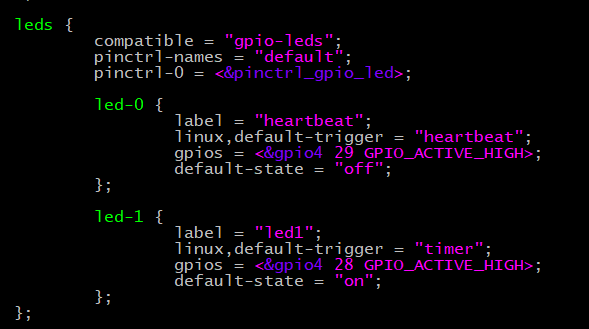 leds {
compatible = "gpio-leds";
pinctrl-names = "default";
pinctrl-0 = <&pinctrl_gpio_led>;
led-0 {
label = "heartbeat";
linux,default-trigger = "heartbeat";
gpios = <&gpio4 29 GPIO_ACTIVE_HIGH>;
default-state = "off";
};
led-1 {
label = "led1";
linux,default-trigger = "timer";
gpios = <&gpio4 28 GPIO_ACTIVE_HIGH>;
default-state = "on";
};
};